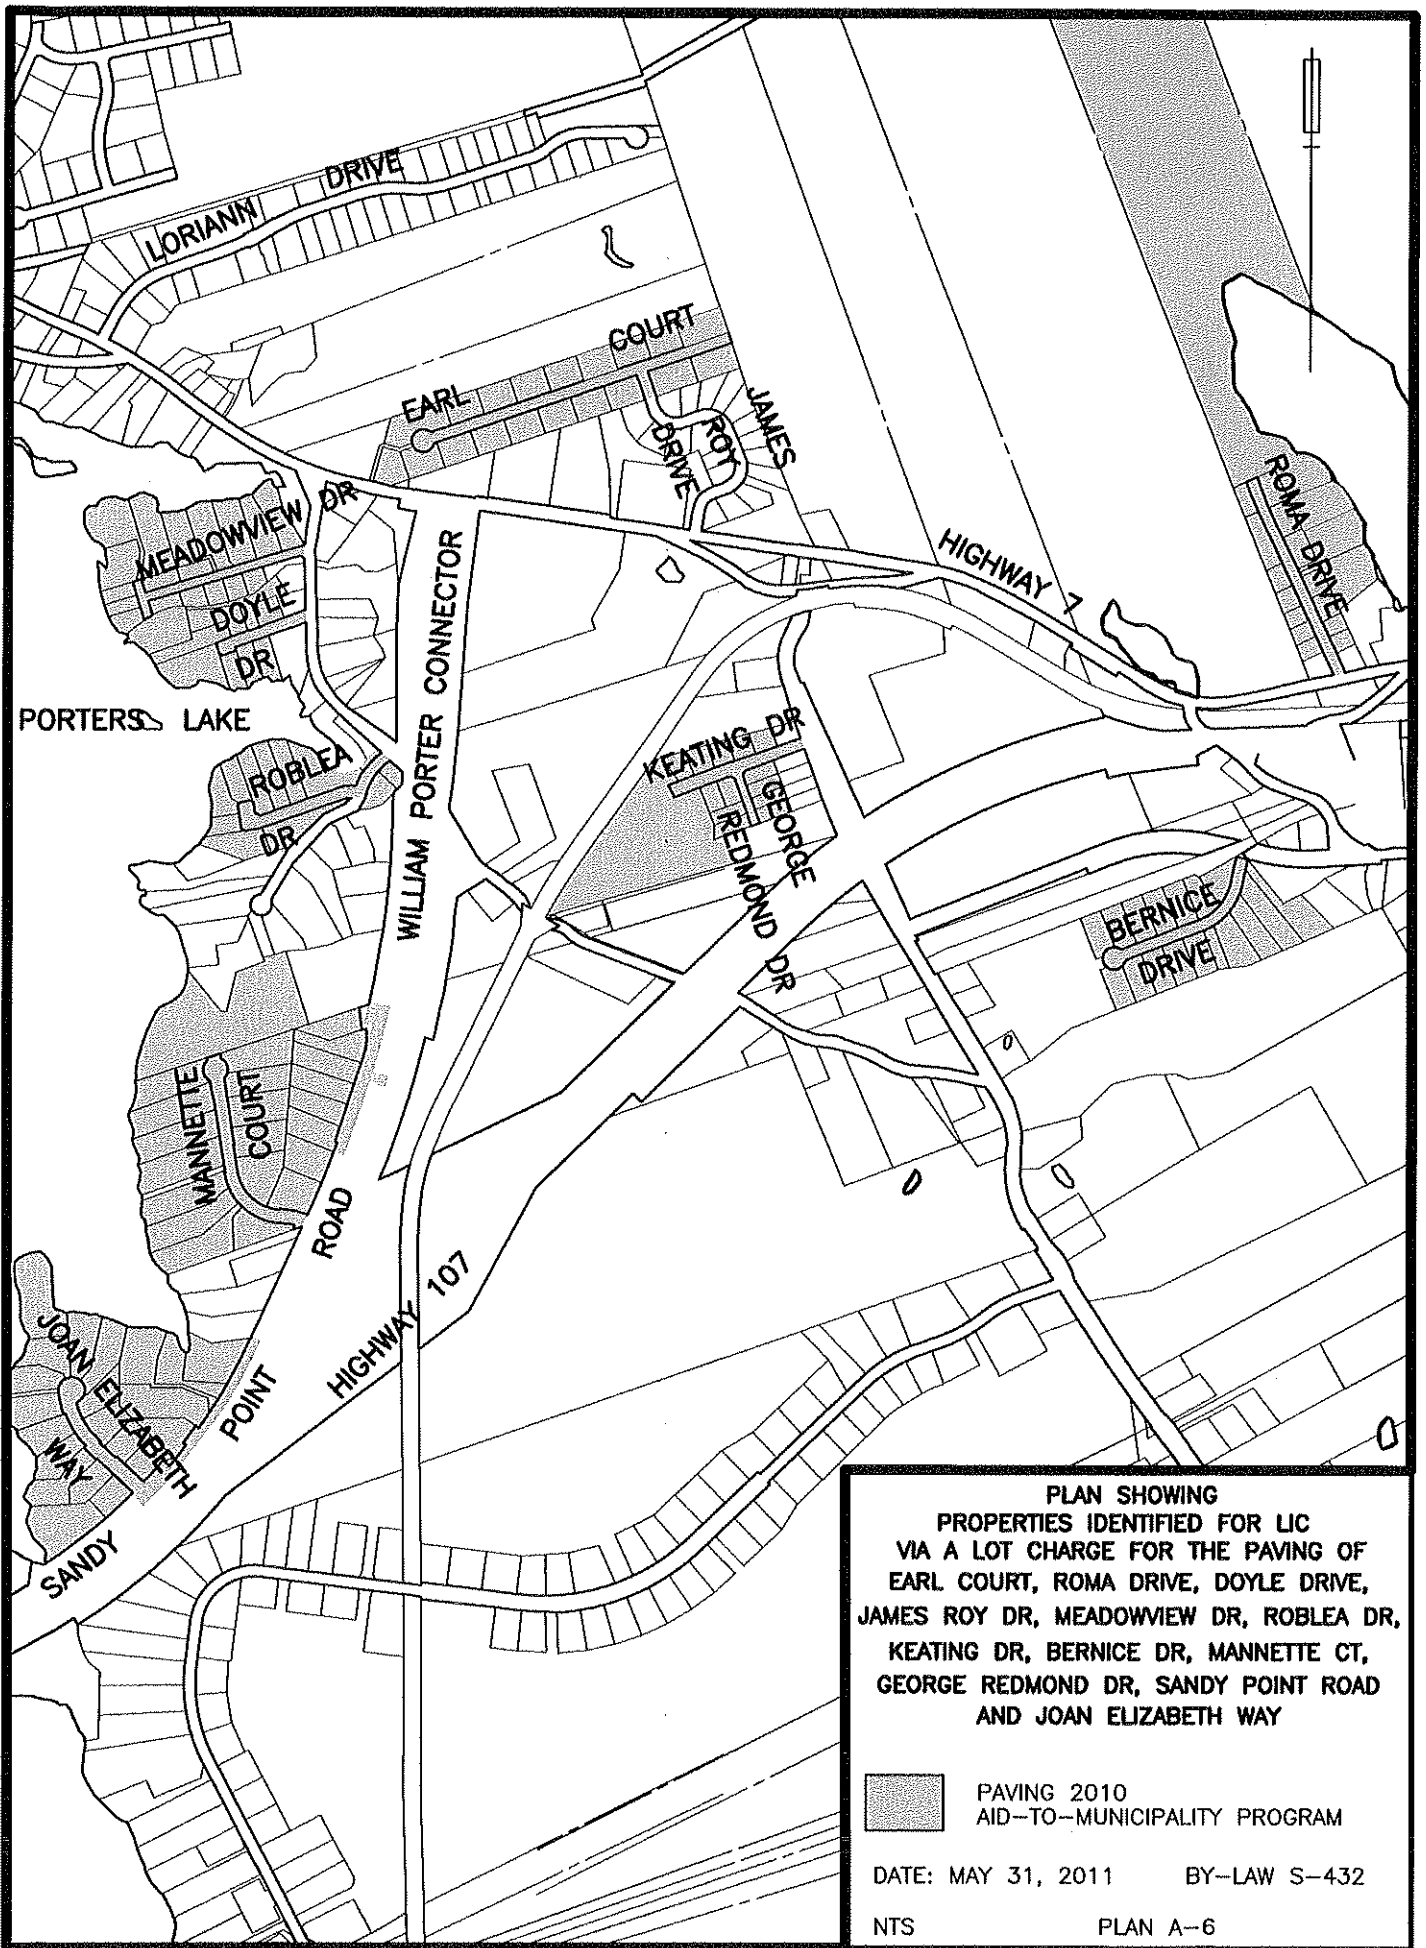 LORIANN DRIVE
EARL COURT
JAMES
ROY
DRIVE
MEADOWVIEW DR
DOYLE
DR
HIGHWAY 7
ROMA DRIVE
PORTERS LAKE
WILLIAM PORTER CONNECTOR
ROBLEA
DR
KEATING DR
GEORGE
REDMOND DR
BERNICE
DRIVE
MANNETTE
COURT
SANDY POINT ROAD
HIGHWAY 107
JOAN ELIZABETH
WAY
PLAN SHOWING
PROPERTIES IDENTIFIED FOR LIC
VIA A LOT CHARGE FOR THE PAVING OF
EARL COURT, ROMA DRIVE, DOYLE DRIVE,
JAMES ROY DR, MEADOWVIEW DR, ROBLEA DR,
KEATING DR, BERNICE DR, MANNETTE CT,
GEORGE REDMOND DR, SANDY POINT ROAD
AND JOAN ELIZABETH WAY
PAVING 2010
AID-TO-MUNICIPALITY PROGRAM
DATE: MAY 31, 2011 BY-LAW S-432
NTS PLAN A-6